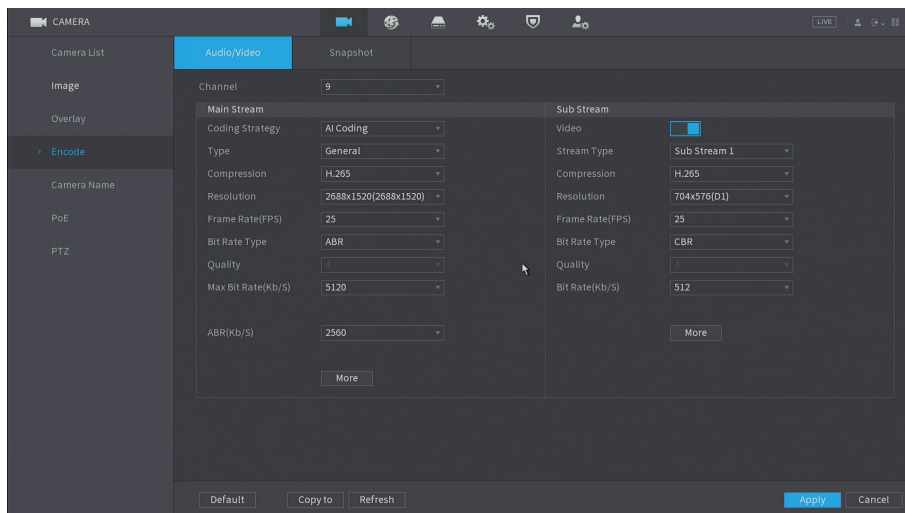 CAMERA
LIVE
Camera List
Image
Overlay
Encode
Camera Name
PoE
PTZ
Audio/Video
Snapshot
Channel
9
Main Stream
Coding Strategy
AI Coding
Type
General
Compression
H.265
Resolution
2688x1520(2688x1520)
Frame Rate(FPS)
25
Bit Rate Type
ABR
Quality
4
Max Bit Rate(Kb/S)
5120
ABR(Kb/S)
2560
More
Sub Stream
Video
Stream Type
Sub Stream 1
Compression
H.265
Resolution
704x576(D1)
Frame Rate(FPS)
25
Bit Rate Type
CBR
Quality
4
Bit Rate(Kb/S)
512
More
Default
Copy to
Refresh
Apply
Cancel